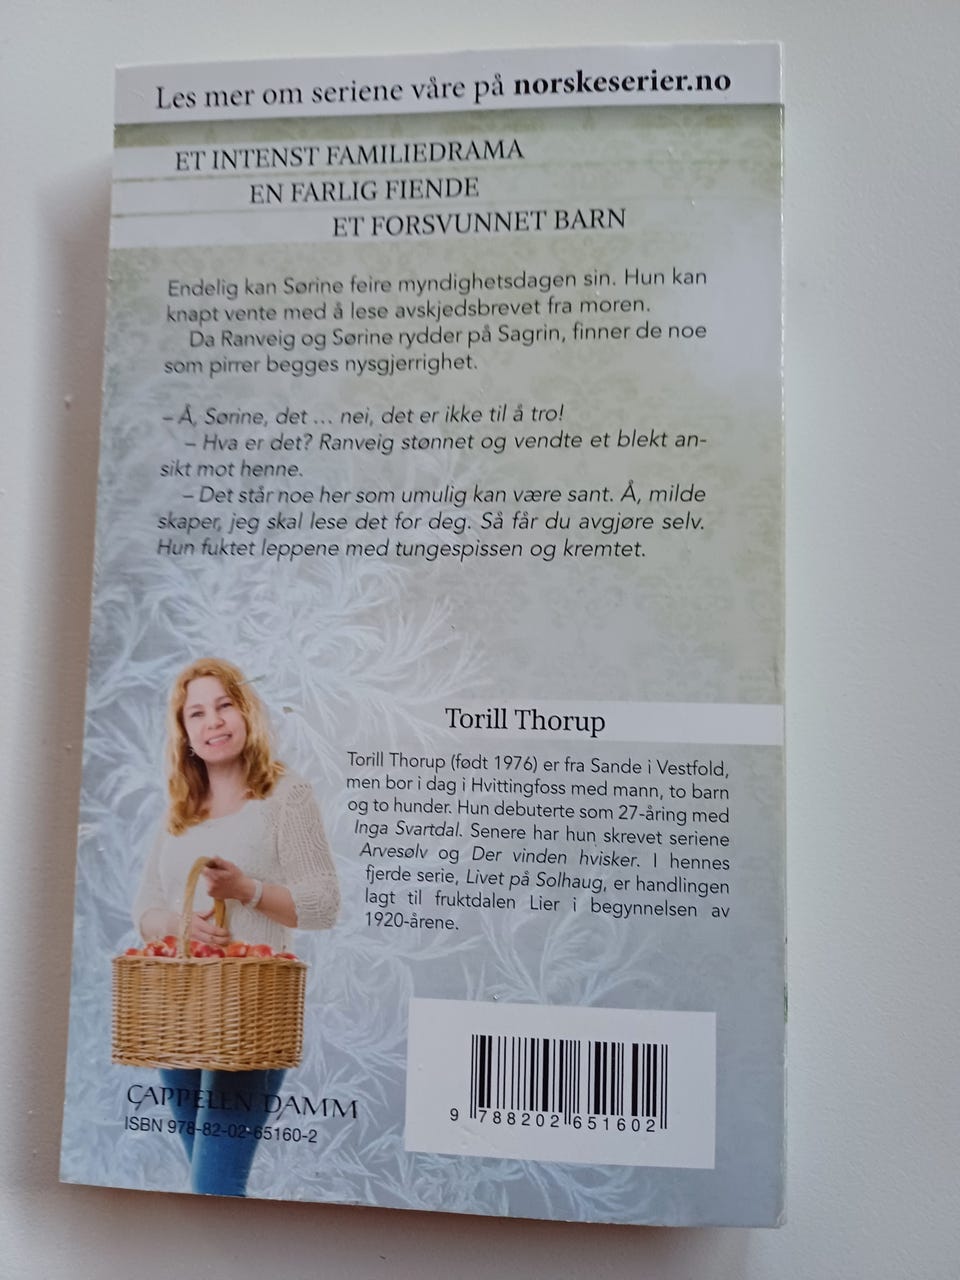 Les mer om seriene våre på norskeserier.no
ET INTENST FAMILIEDRAMA
EN FARLIG FIENDE
ET FORSVUNNET BARN
Endelig kan Sørine feire myndighetsdagen sin. Hun kan
knapt vente med å lese avskjedsbrevet fra moren.
Da Ranveig og Sørine rydder på Sagrin, finner de noe
som pirrer begges nysgjerrighet.
– Å, Sørine, det ... nei, det er ikke til å tro!
– Hva er det? Ranveig stønnet og vendte et blekt an-
sikt mot henne.
– Det står noe her som umulig kan være sant. Å, milde
skaper, jeg skal lese det for deg. Så får du avgjøre selv.
Hun fuktet leppene med tungespissen og kremtet.
Torill Thorup
Torill Thorup (født 1976) er fra Sande i Vestfold,
men bor i dag i Hvittingfoss med mann, to barn
og to hunder. Hun debuterte som 27-åring med
Inga Svartdal. Senere har hun skrevet seriene
Arvesølv og Der vinden hvisker. I hennes
fjerde serie, Livet på Solhaug, er handlingen
lagt til fruktdalen Lier i begynnelsen av
1920-årene.
CAPPELEN DAMM
ISBN 978-82-02-65160-2
9 788202 651602